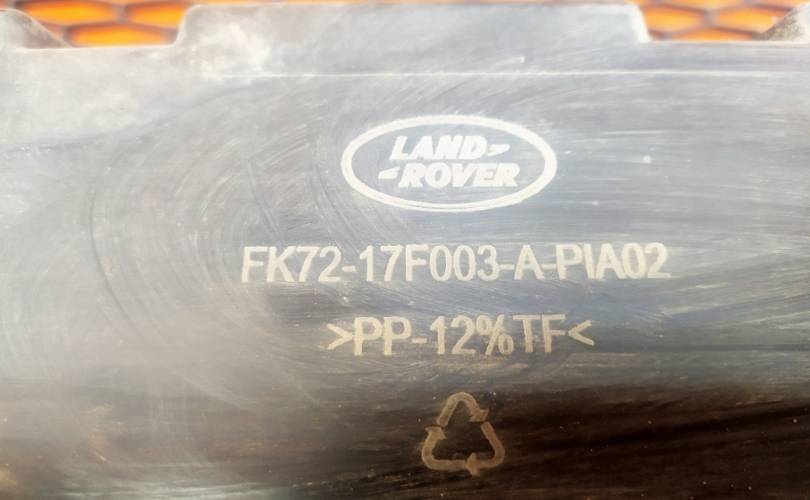 LAND-
-ROVER
FK72-17F003-A-PIA02
>PP-12%TF<